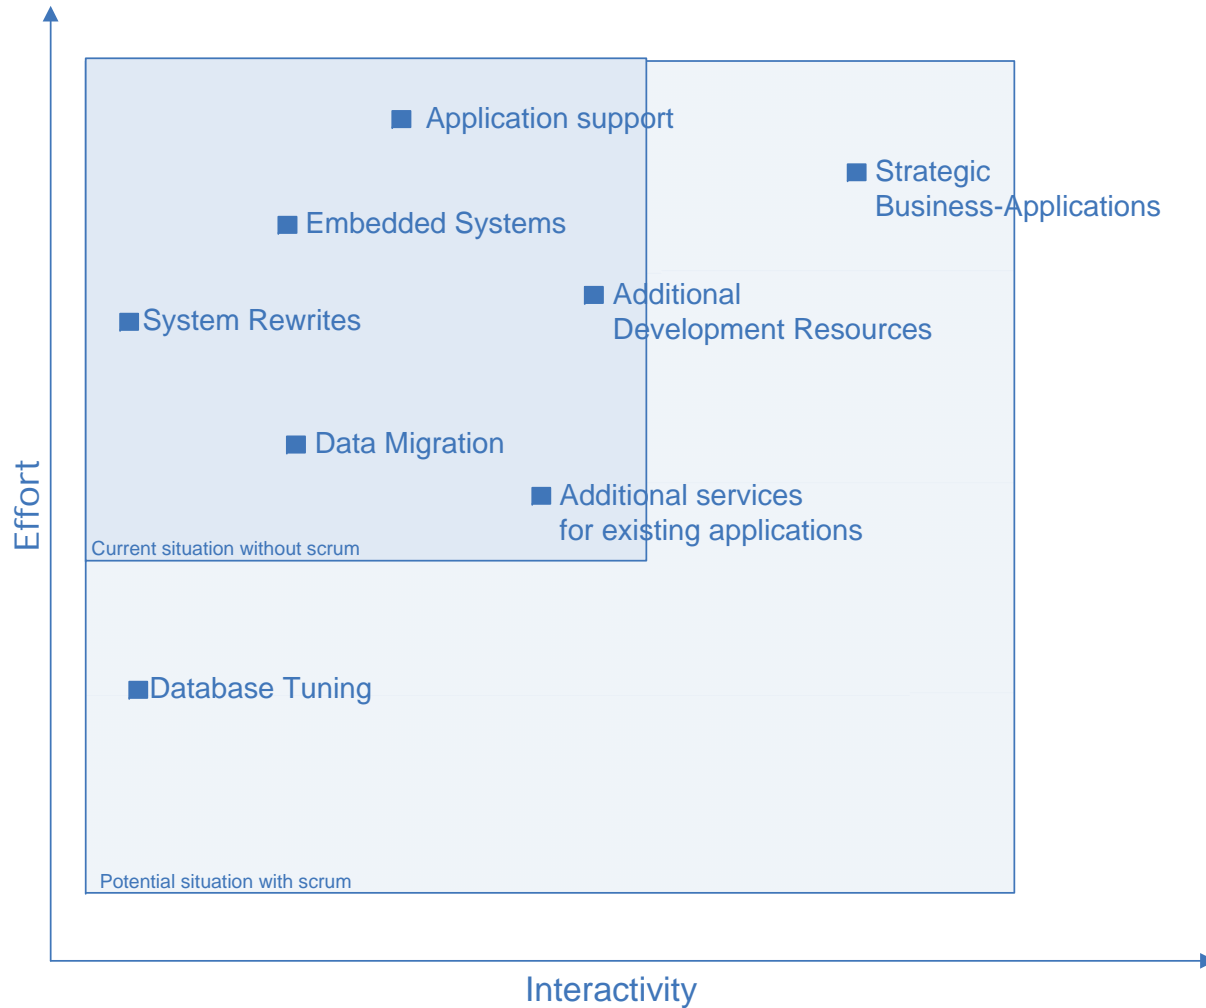 Application support
Strategic
Business-Applications
Embedded Systems
Additional
Development Resources
System Rewrites
Data Migration
Additional services
for existing applications
Current situation without scrum
Database Tuning
Potential situation with scrum
Effort
Interactivity